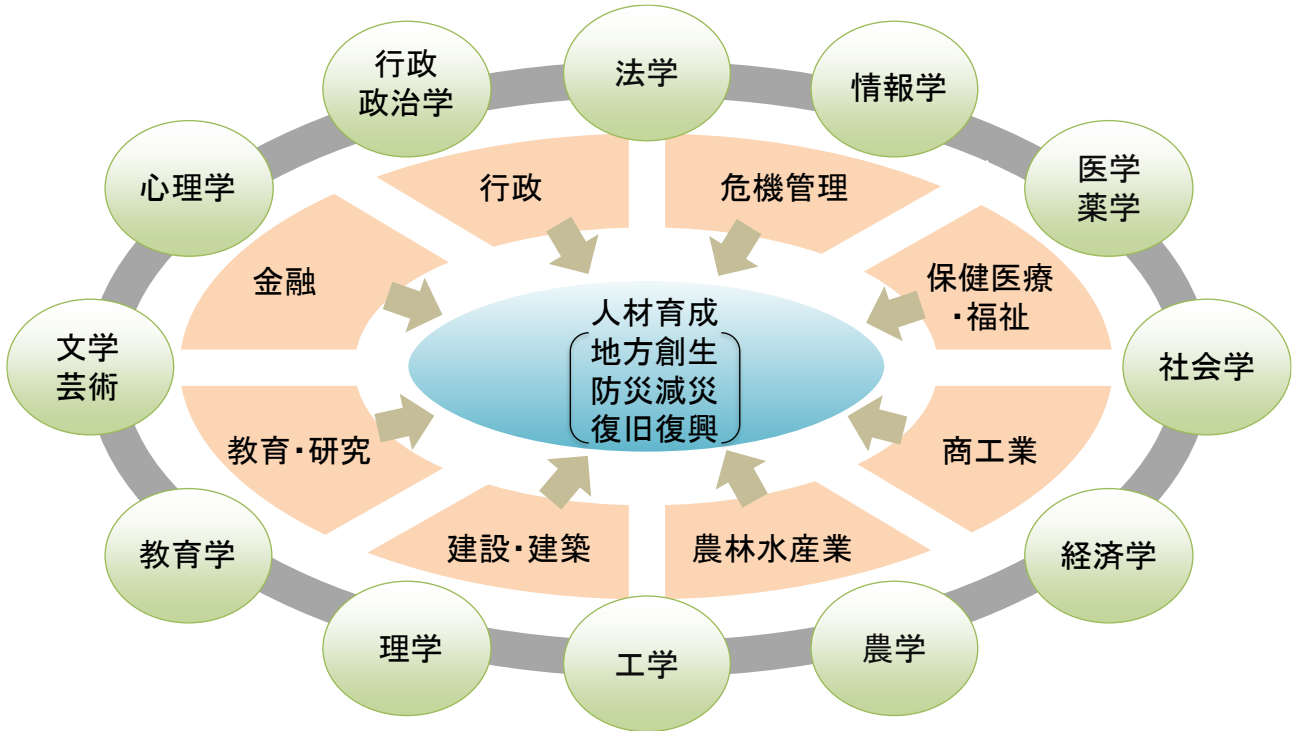 法学
行政
政治学
情報学
心理学
医学
薬学
行政
危機管理
金融
保健医療
・福祉
人材育成
地方創生
防災減災
復旧復興
文学
芸術
社会学
教育・研究
商工業
建設・建築
農林水産業
教育学
経済学
理学
工学
農学